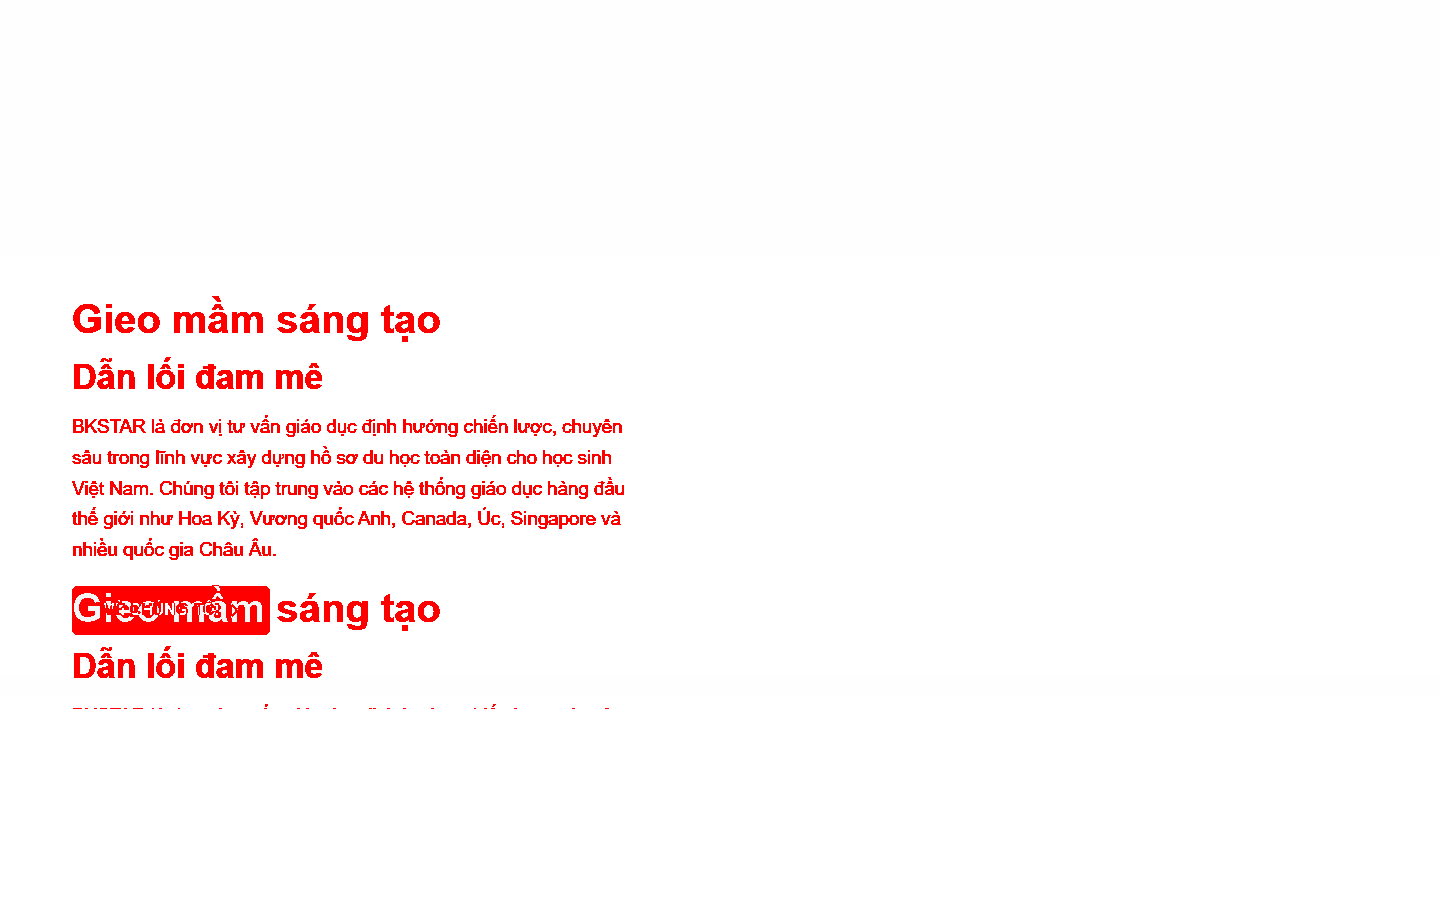 Gieo mầm sáng tạo
Dẫn lối đam mê
BKSTAR là đơn vị tư vấn giáo dục định hướng chiến lược, chuyên
sâu trong lĩnh vực xây dựng hồ sơ du học toàn diện cho học sinh
Việt Nam. Chúng tôi tập trung vào các hệ thống giáo dục hàng đầu
thế giới như Hoa Kỳ, Vương quốc Anh, Canada, Úc, Singapore và
nhiều quốc gia Châu Âu.
Gieo mầm sáng tạo
VỀ CHÚNG TÔI
Dẫn lối đam mê